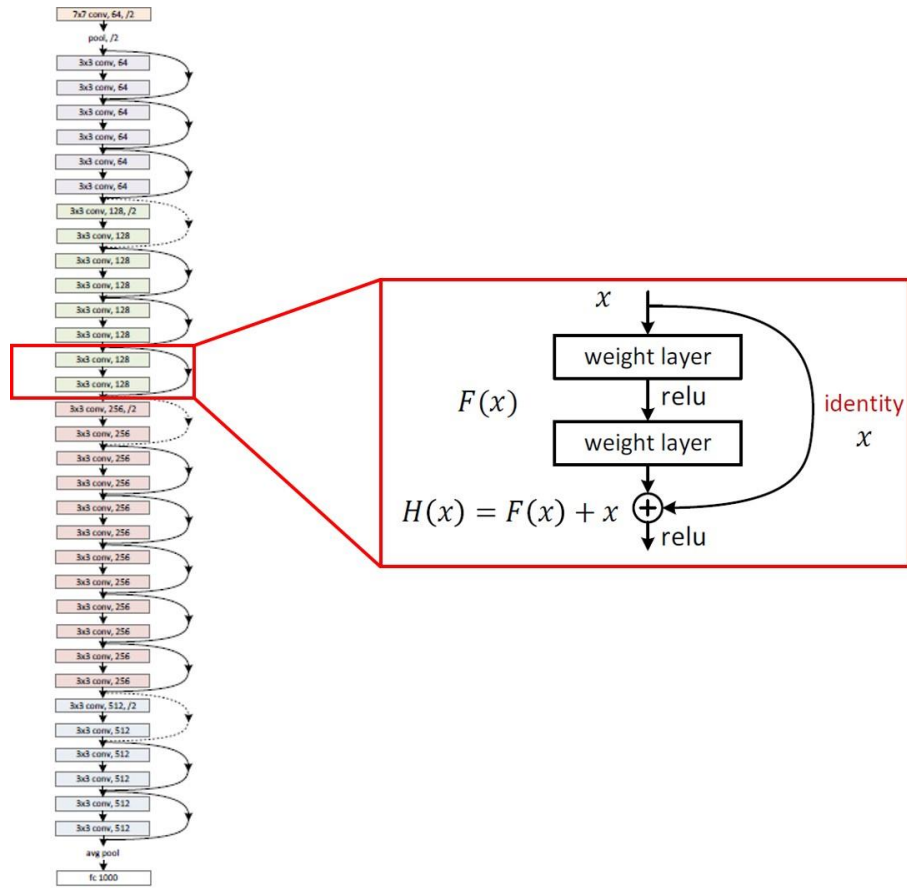 7x7 conv, 64, /2
pool, /2
3x3 conv, 64
3x3 conv, 64
3x3 conv, 64
3x3 conv, 64
3x3 conv, 64
3x3 conv, 64
3x3 conv, 128, /2
3x3 conv, 128
3x3 conv, 128
3x3 conv, 128
3x3 conv, 128
3x3 conv, 128
3x3 conv, 128
3x3 conv, 128
3x3 conv, 256, /2
3x3 conv, 256
3x3 conv, 256
3x3 conv, 256
3x3 conv, 256
3x3 conv, 256
3x3 conv, 256
3x3 conv, 256
3x3 conv, 256
3x3 conv, 256
3x3 conv, 256
3x3 conv, 256
3x3 conv, 512, /2
3x3 conv, 512
3x3 conv, 512
3x3 conv, 512
3x3 conv, 512
3x3 conv, 512
avg pool
fc 1000
x
weight layer
relu
F(x)
weight layer
identity
x
H(x) = F(x) + x
relu